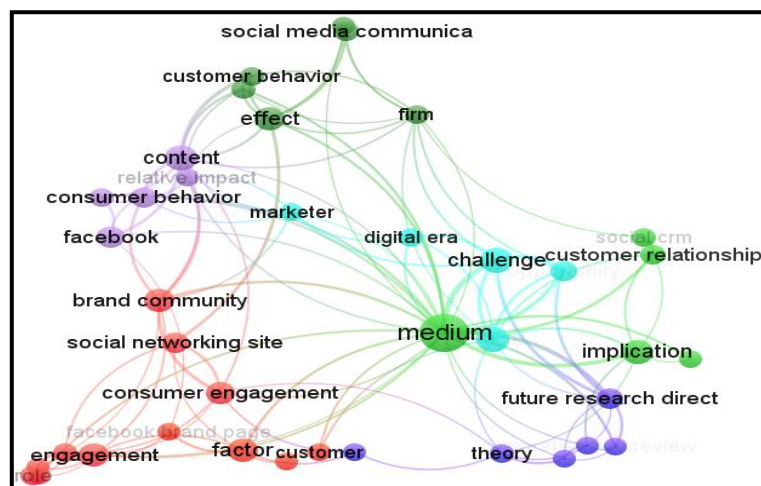 social media communica
customer behavior
effect
firm
content
relative impact
consumer behavior
marketer
facebook
digital era
social crm
challenge
customer relationship
opportunity
brand community
medium
social networking site
implication
consumer engagement
future research direct
facebook brand page
engagement
factor
customer
theory
review
role